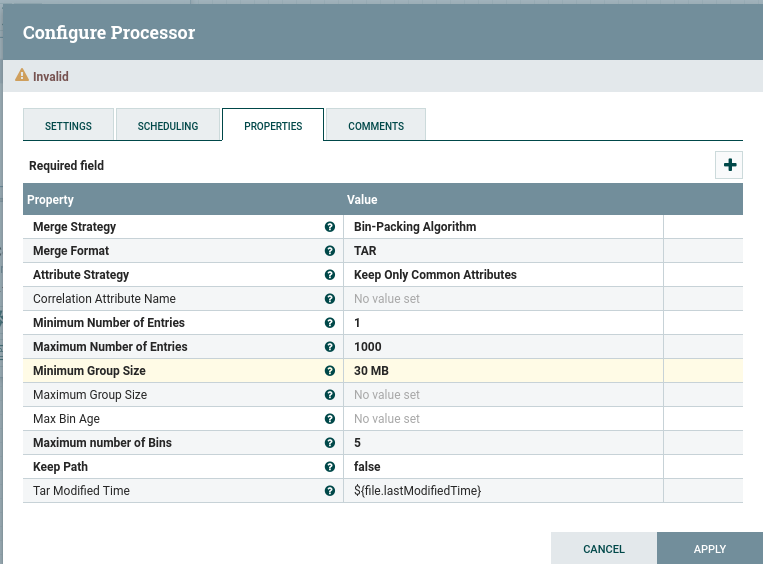 Configure Processor
Invalid
SETTINGS SCHEDULING PROPERTIES COMMENTS
Required field
Property Value
Merge Strategy Bin-Packing Algorithm
Merge Format TAR
Attribute Strategy Keep Only Common Attributes
Correlation Attribute Name No value set
Minimum Number of Entries 1
Maximum Number of Entries 1000
Minimum Group Size 30 MB
Maximum Group Size No value set
Max Bin Age No value set
Maximum number of Bins 5
Keep Path false
Tar Modified Time ${file.lastModifiedTime}
CANCEL APPLY